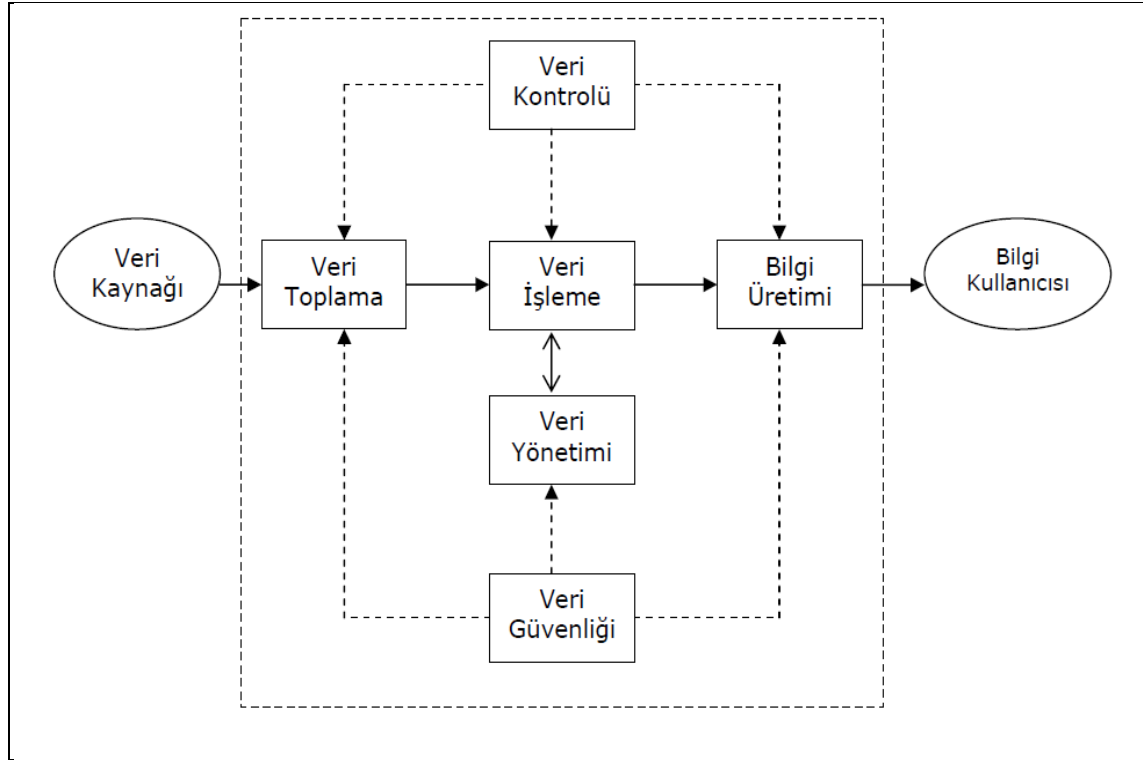 Veri
Kontrolü
Veri
Kaynağı
Veri
Toplama
Veri
İşleme
Bilgi
Üretimi
Bilgi
Kullanıcısı
Veri
Yönetimi
Veri
Güvenliği